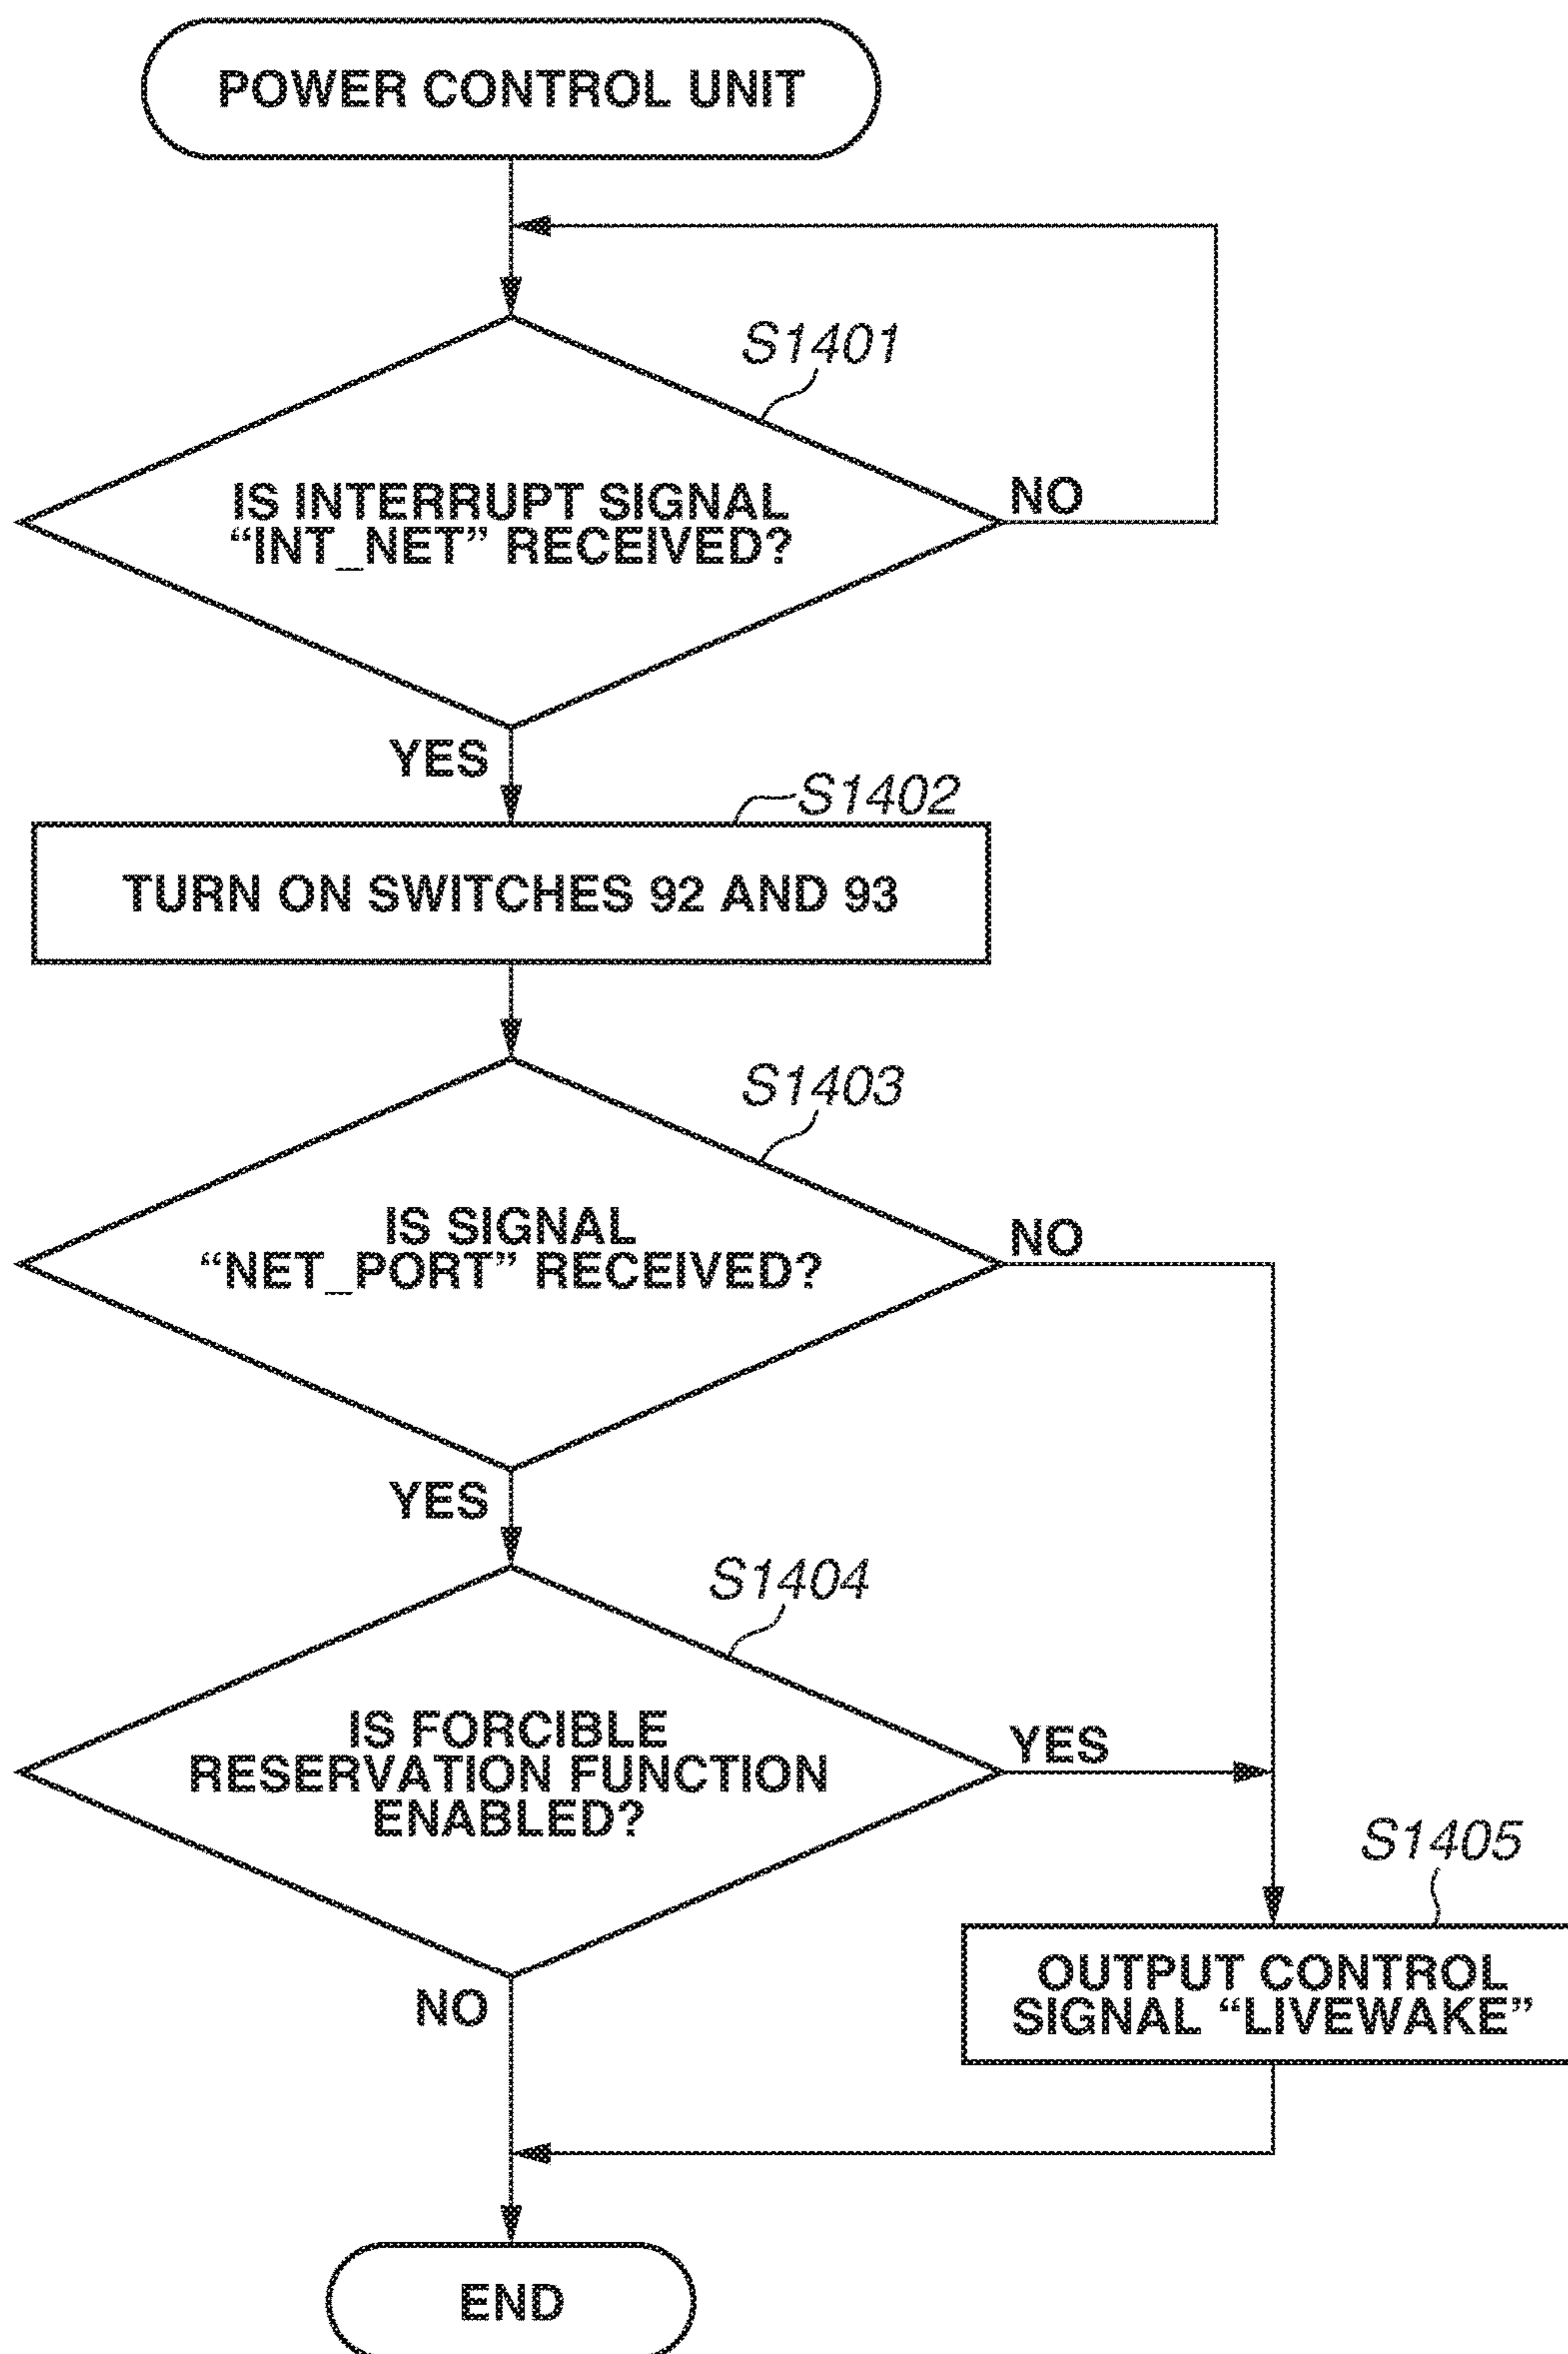 POWER CONTROL UNIT
S1401
IS INTERRUPT SIGNAL
“INT_NET” RECEIVED?
NO
YES
S1402
TURN ON SWITCHES 92 AND 93
S1403
IS SIGNAL
“NET_PORT” RECEIVED?
NO
YES
S1404
IS FORCIBLE
RESERVATION FUNCTION
ENABLED?
YES
S1405
OUTPUT CONTROL
SIGNAL “LIVEWAKE”
NO
END